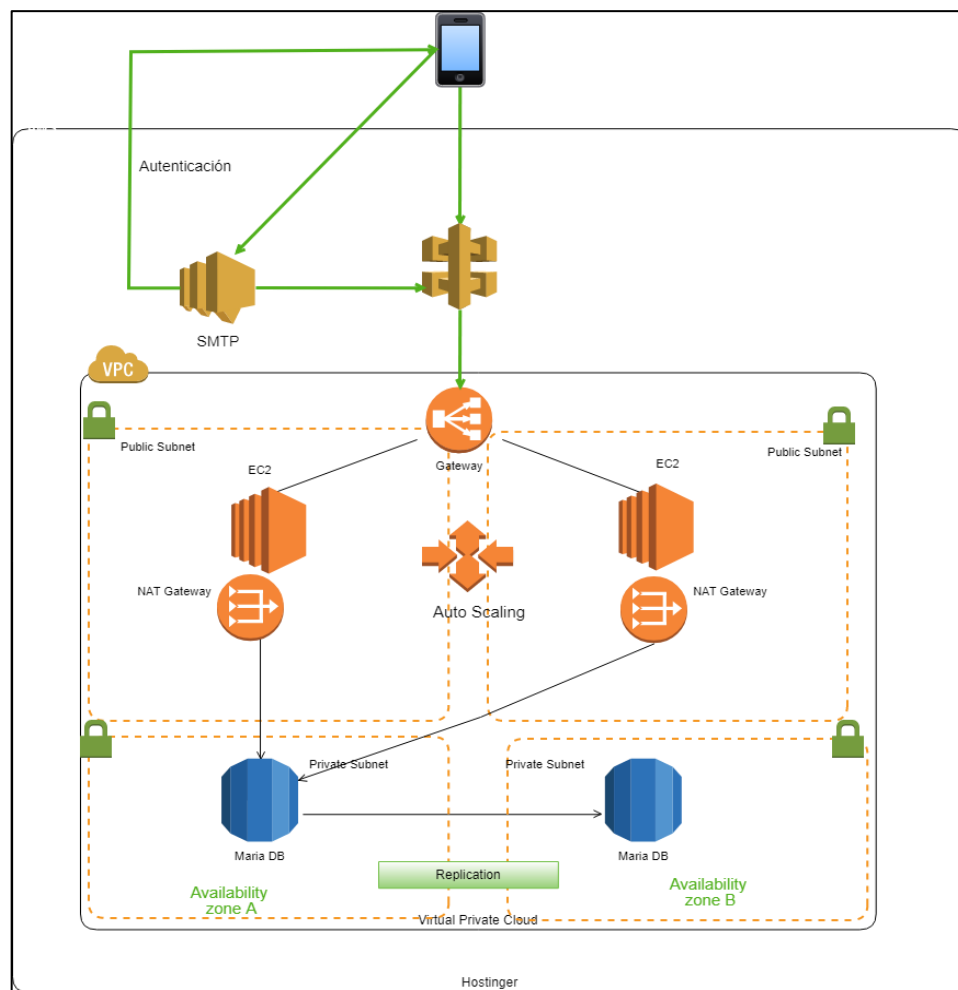 Autenticación
SMTP
VPC
Public Subnet
Public Subnet
Gateway
EC2
EC2
NAT Gateway
NAT Gateway
Auto Scaling
Private Subnet
Private Subnet
Maria DB
Maria DB
Replication
Availability
zone A
Availability
zone B
Virtual Private Cloud
Hostinger